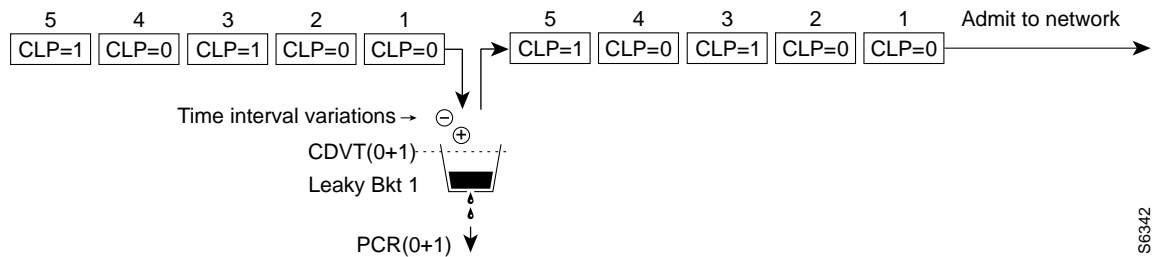 5 4 3 2 1 5 4 3 2 1 Admit to network
CLP=1 CLP=0 CLP=1 CLP=0 CLP=0 CLP=1 CLP=0 CLP=1 CLP=0 CLP=0
Time interval variations → − +
CDVT(0+1)
Leaky Bkt 1
PCR(0+1)
S6342